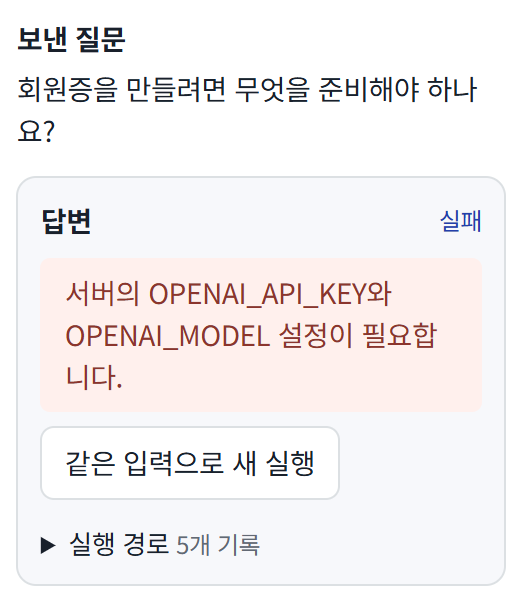 보낸 질문
회원증을 만들려면 무엇을 준비해야 하나
요?
답변
실패
서버의 OPENAI_API_KEY와
OPENAI_MODEL 설정이 필요합
니다.
같은 입력으로 새 실행
▶ 실행 경로 5개 기록